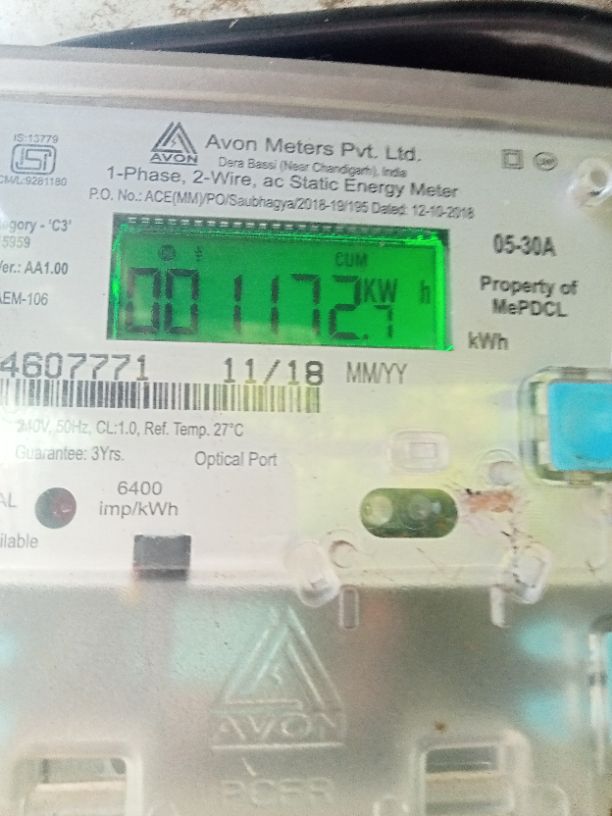 IS:13779
CM/L:9281180
AVON
Avon Meters Pvt. Ltd.
Dera Bassi (Near Chandigarh), India
1-Phase, 2-Wire, ac Static Energy Meter
P.O. No.: ACE(MM)/PO/Saubhagya/2018-19/195 Dated: 12-10-2018
egory - 'C3'
5959
Ver.: AA1.00
AEM-106
CUM
001172.7 KW h
05-30A
Property of
MePDCL
kWh
4607771 11/18 MM/YY
240V, 50Hz, CL:1.0, Ref. Temp. 27°C
Guarantee: 3Yrs.
Optical Port
AL
6400
imp/kWh
ilable
AVON